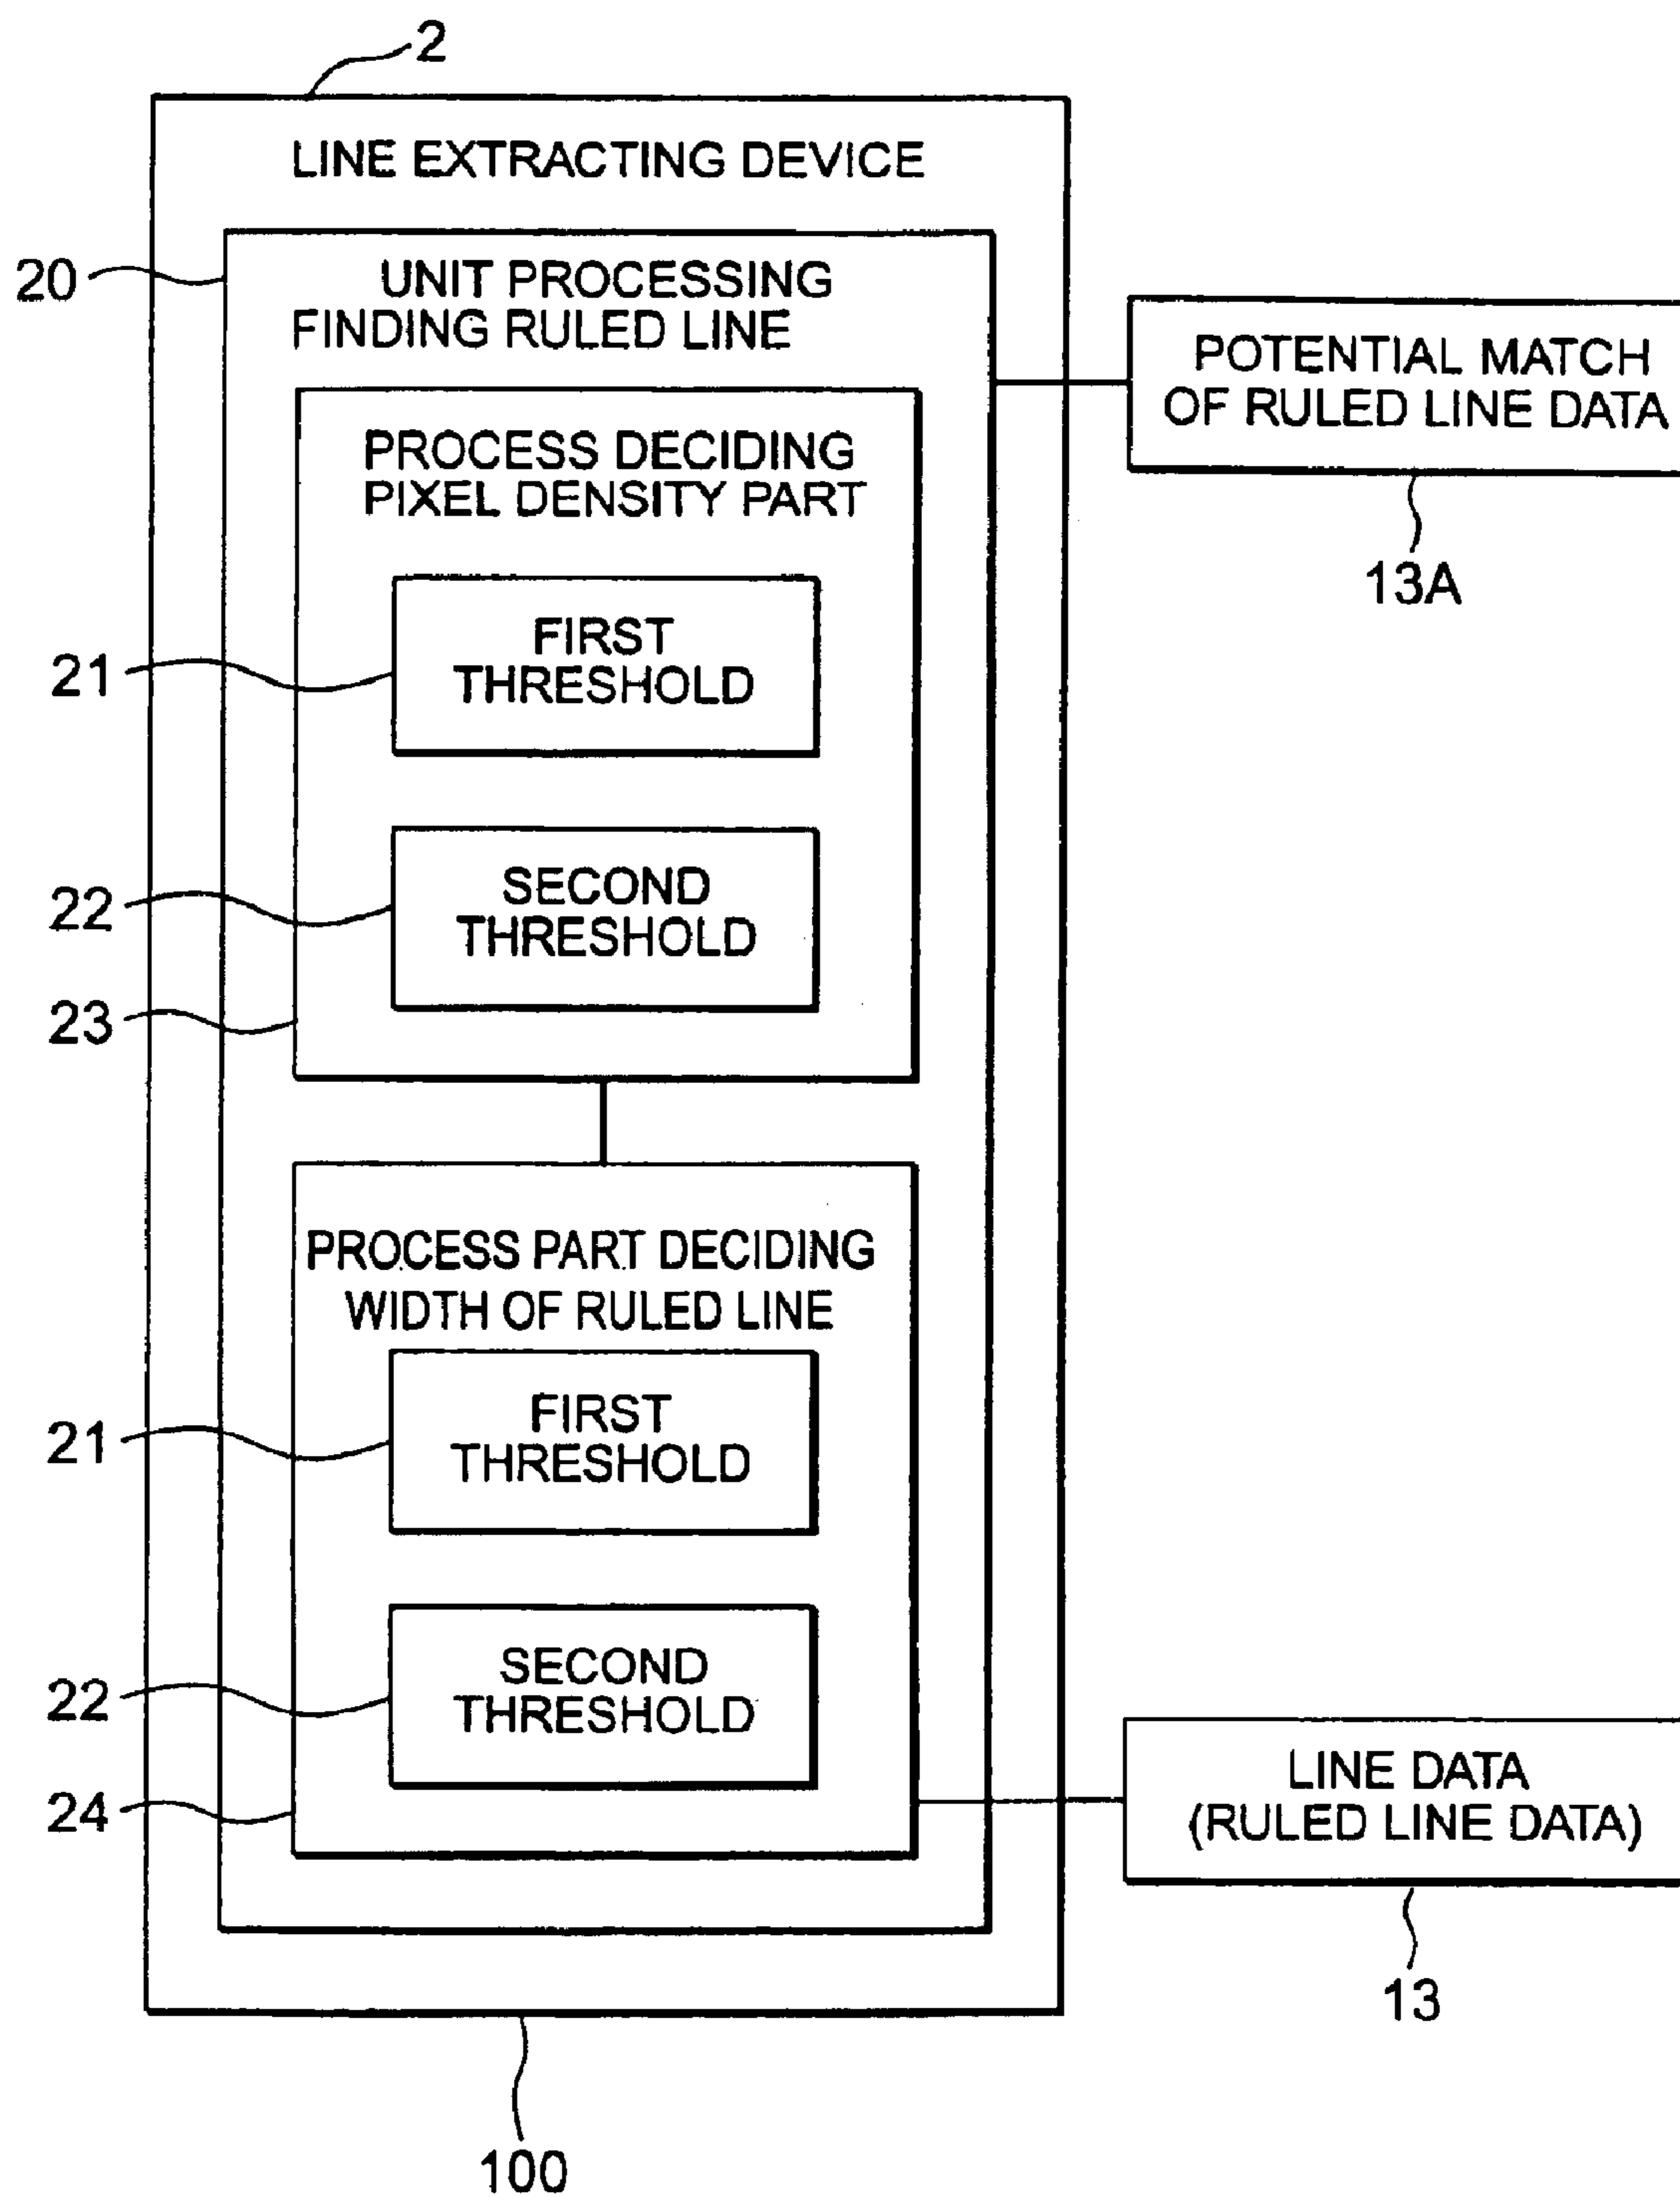 2
LINE EXTRACTING DEVICE
20
UNIT PROCESSING
FINDING RULED LINE
POTENTIAL MATCH
OF RULED LINE DATA
13A
PROCESS DECIDING
PIXEL DENSITY PART
21
FIRST
THRESHOLD
22
SECOND
THRESHOLD
23
PROCESS PART DECIDING
WIDTH OF RULED LINE
21
FIRST
THRESHOLD
22
SECOND
THRESHOLD
24
LINE DATA
(RULED LINE DATA)
13
100